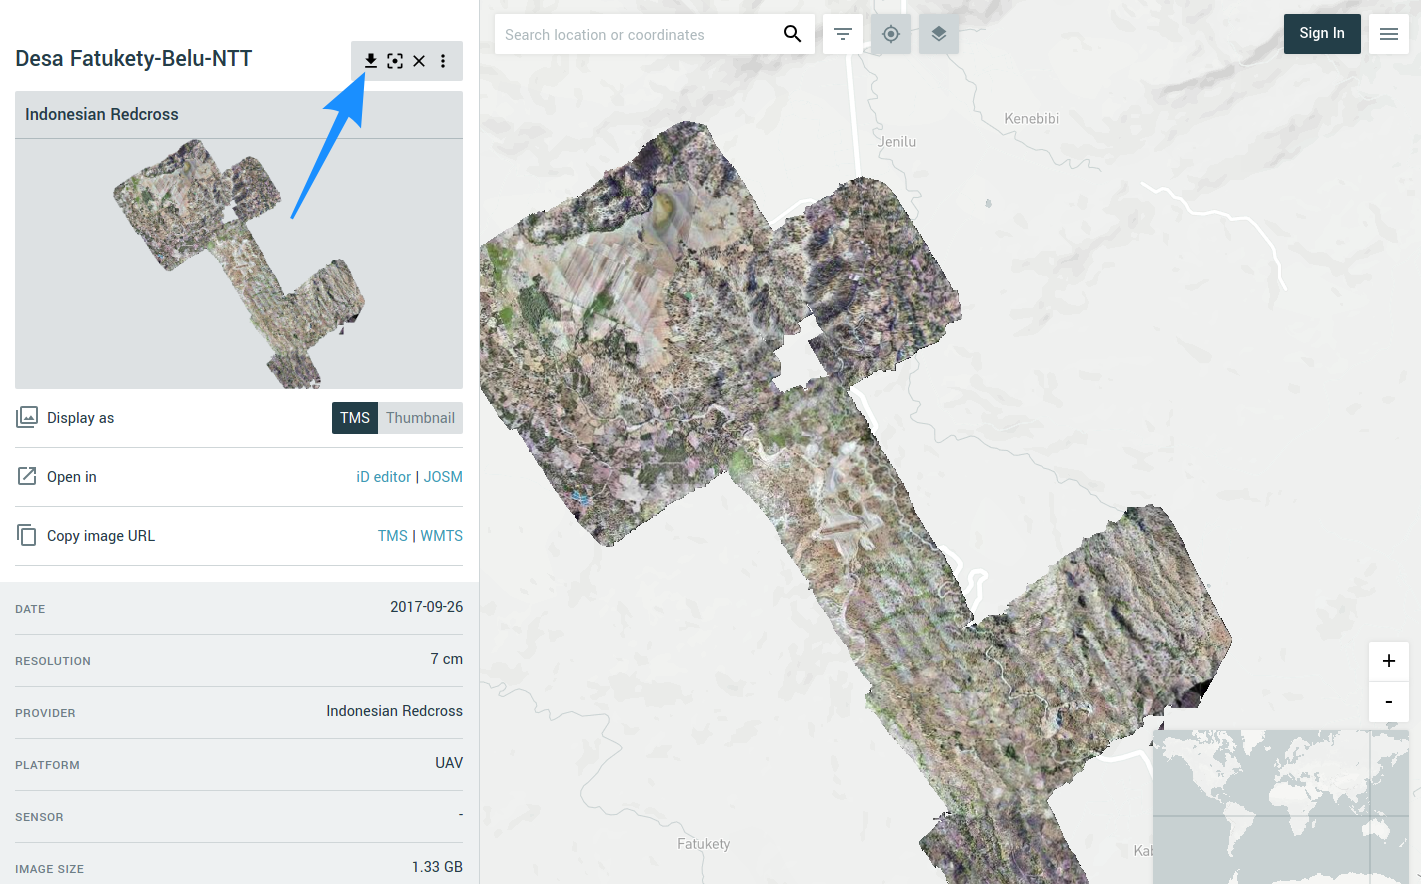 Desa Fatukety-Belu-NTT
Indonesian Redcross
Display as
TMS Thumbnail
Open in
iD editor | JOSM
Copy image URL
TMS | WMTS
DATE
2017-09-26
RESOLUTION
7 cm
PROVIDER
Indonesian Redcross
PLATFORM
UAV
SENSOR
-
IMAGE SIZE
1.33 GB
Search location or coordinates
Sign In
Kenebibi
Jenilu
+
-
Fatukety